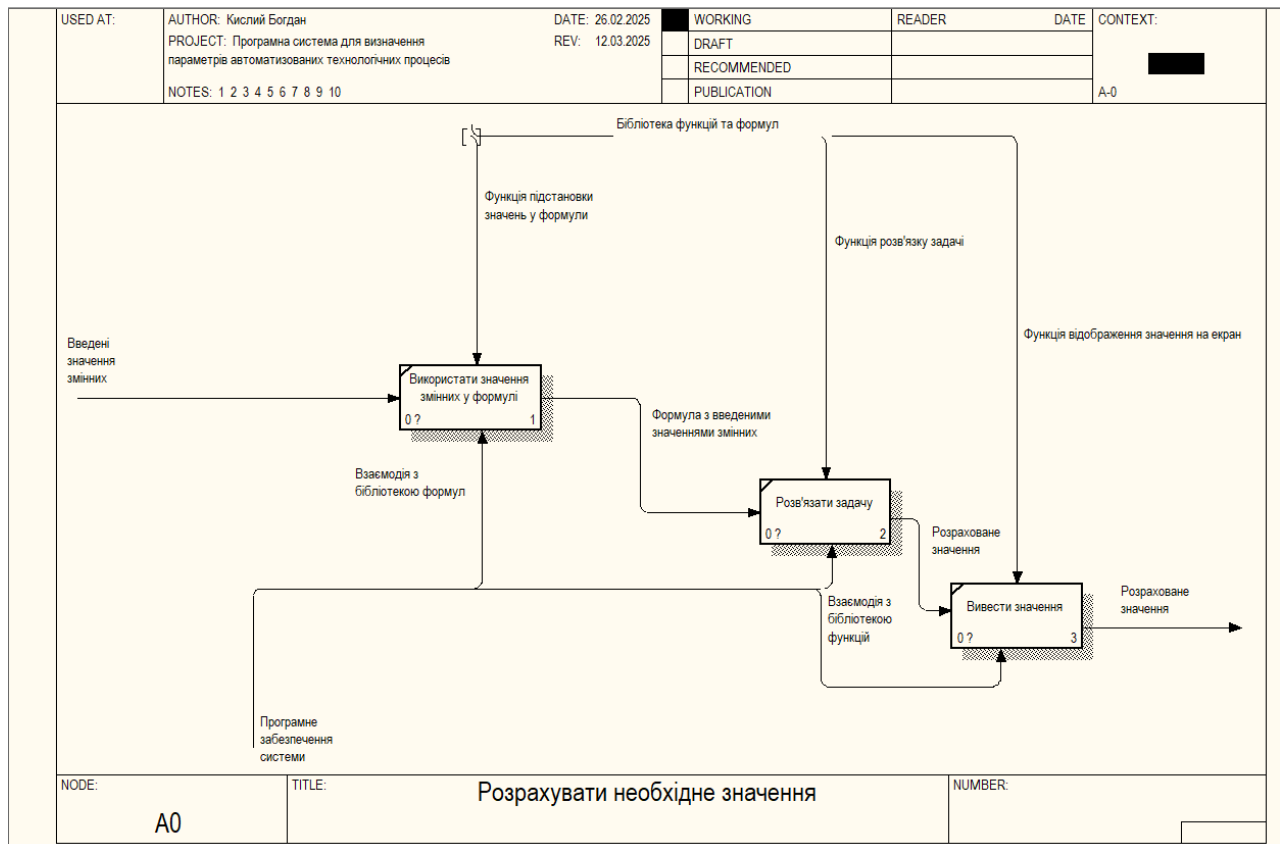 USED AT:
AUTHOR: Кислий Богдан
DATE: 26.02.2025
PROJECT: Програмна система для визначення
параметрів автоматизованих технологічних процесів
REV: 12.03.2025
NOTES: 1 2 3 4 5 6 7 8 9 10
WORKING
DRAFT
RECOMMENDED
PUBLICATION
READER
DATE
CONTEXT:
A-0
Бібліотека функцій та формул
Функція підстановки
значень у формули
Функція розв'язку задачі
Функція відображення значення на екран
Введені
значення
змінних
Використати значення
змінних у формулі
0 ?
1
Формула з введеними
значеннями змінних
Взаємодія з
бібліотекою формул
Розв'язати задачу
0 ?
2
Розраховане
значення
Взаємодія з
бібліотекою
функцій
Вивести значення
0 ?
3
Розраховане
значення
Програмне
забезпечення
системи
NODE:
A0
TITLE:
Розрахувати необхідне значення
NUMBER: